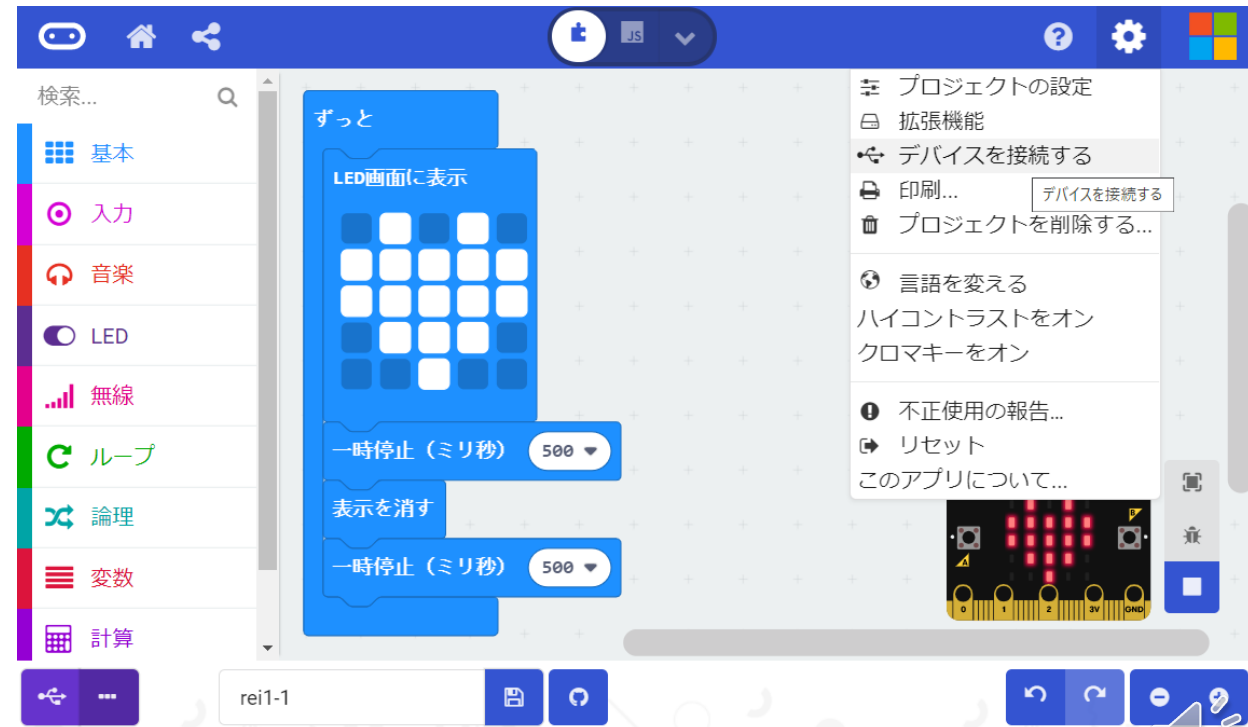 JS
検索...
基本
入力
音楽
LED
無線
ループ
論理
変数
計算
ずっと
LED画面に表示
一時停止（ミリ秒） 500
表示を消す
一時停止（ミリ秒） 500
プロジェクトの設定
拡張機能
デバイスを接続する
印刷...
デバイスを接続する
プロジェクトを削除する...
言語を変える
ハイコントラストをオン
クロマキーをオン
不正使用の報告...
リセット
このアプリについて...
B
A
0 1 2 3V GND
rei1-1